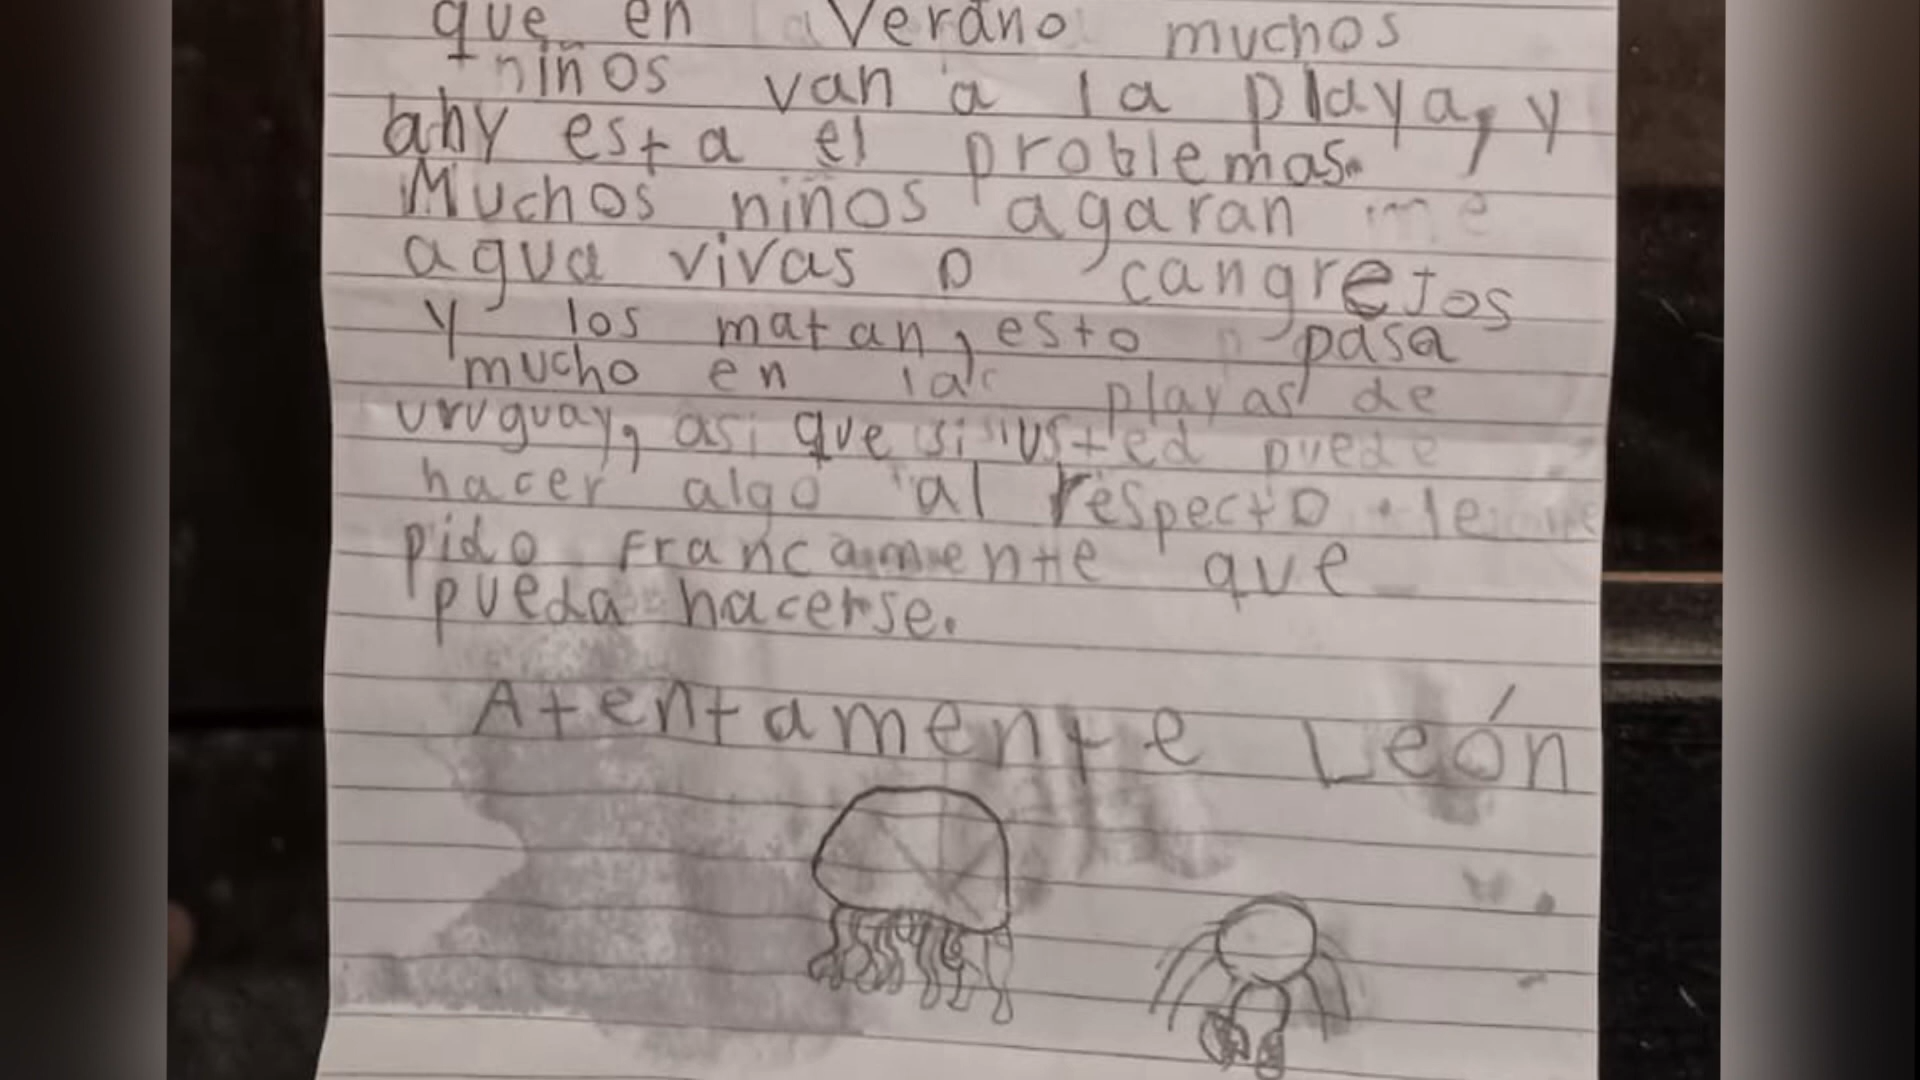 que en Verano muchos
niños van a la playa, y
ahy esta el problemas.
Muchos niños agaran
agua vivas o cangrejos
y los matan, esto pasa
mucho en las playas de
uruguay, asi que si usted puede
hacer algo al respecto le
pido Francamente que
pueda hacerse.
Atentamente León